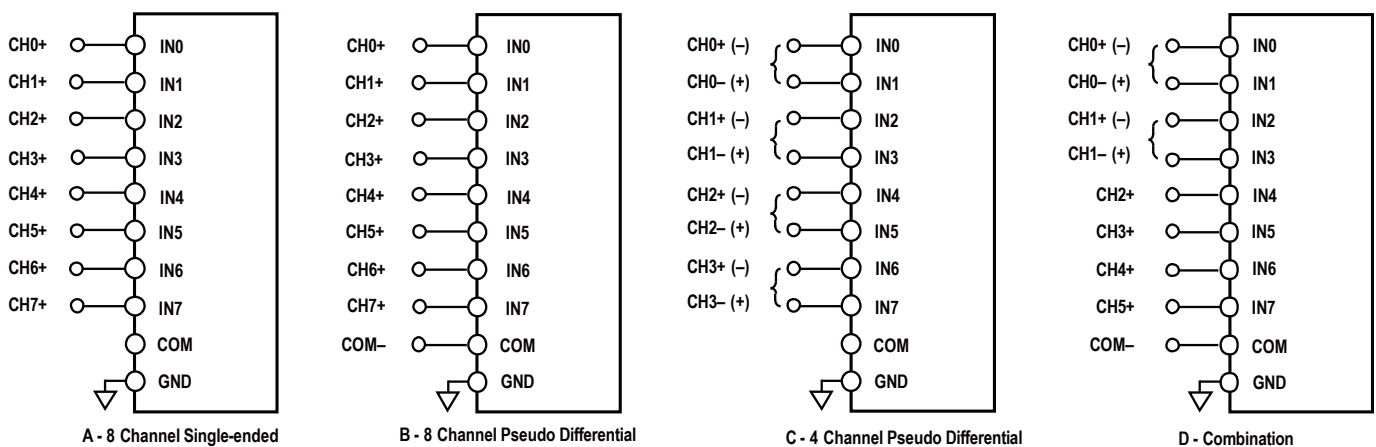 CH0+ IN0
CH1+ IN1
CH2+ IN2
CH3+ IN3
CH4+ IN4
CH5+ IN5
CH6+ IN6
CH7+ IN7
COM
GND
A - 8 Channel Single-ended
CH0+ IN0
CH1+ IN1
CH2+ IN2
CH3+ IN3
CH4+ IN4
CH5+ IN5
CH6+ IN6
CH7+ IN7
COM– COM
GND
B - 8 Channel Pseudo Differential
CH0+ (–) IN0
CH0– (+) IN1
CH1+ (–) IN2
CH1– (+) IN3
CH2+ (–) IN4
CH2– (+) IN5
CH3+ (–) IN6
CH3– (+) IN7
COM
GND
C - 4 Channel Pseudo Differential
CH0+ (–) IN0
CH0– (+) IN1
CH1+ (–) IN2
CH1– (+) IN3
CH2+ IN4
CH3+ IN5
CH4+ IN6
CH5+ IN7
COM– COM
GND
D - Combination